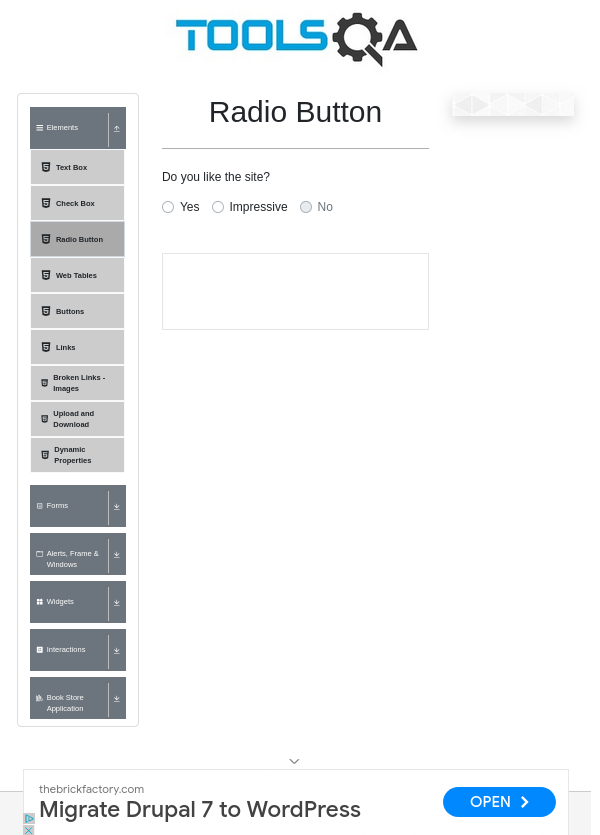 TOOLSQA
Radio Button
Elements
Text Box
Check Box
Radio Button
Web Tables
Buttons
Links
Broken Links -
Images
Upload and
Download
Dynamic
Properties
Forms
Alerts, Frame &
Windows
Widgets
Interactions
Book Store
Application
Do you like the site?
Yes Impressive No
thebrickfactory.com
Migrate Drupal 7 to WordPress
OPEN